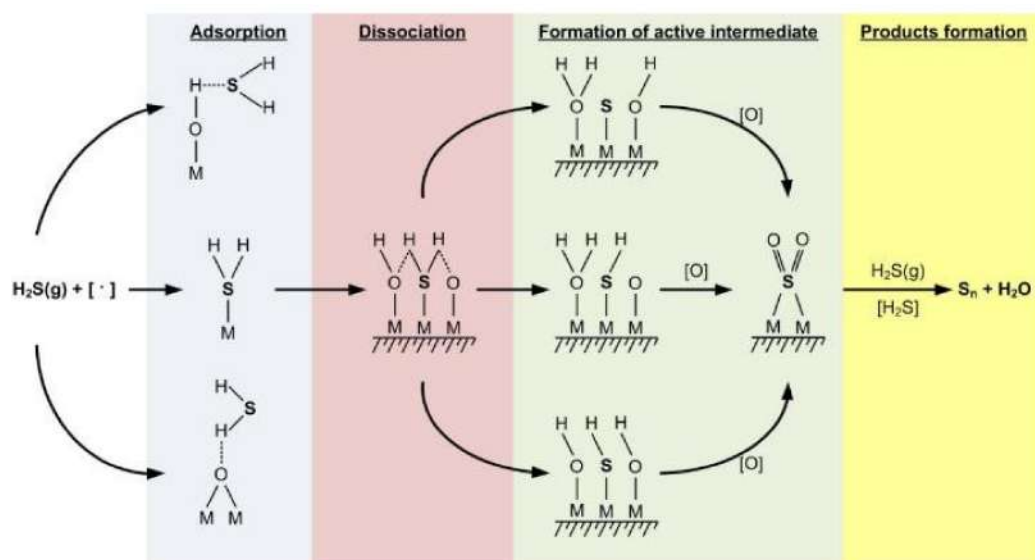 Adsorption
Dissociation
Formation of active intermediate
Products formation
H H
H S H
O O S O
M M M M
[O]
H H H H H H H H O O
H₂S(g) + [ · ] S O S O O S O [O] S H₂S(g) Sₙ + H₂O
M M M M M M M M M [H₂S]
H
S H H H
H
O O S O [O]
M M M M M